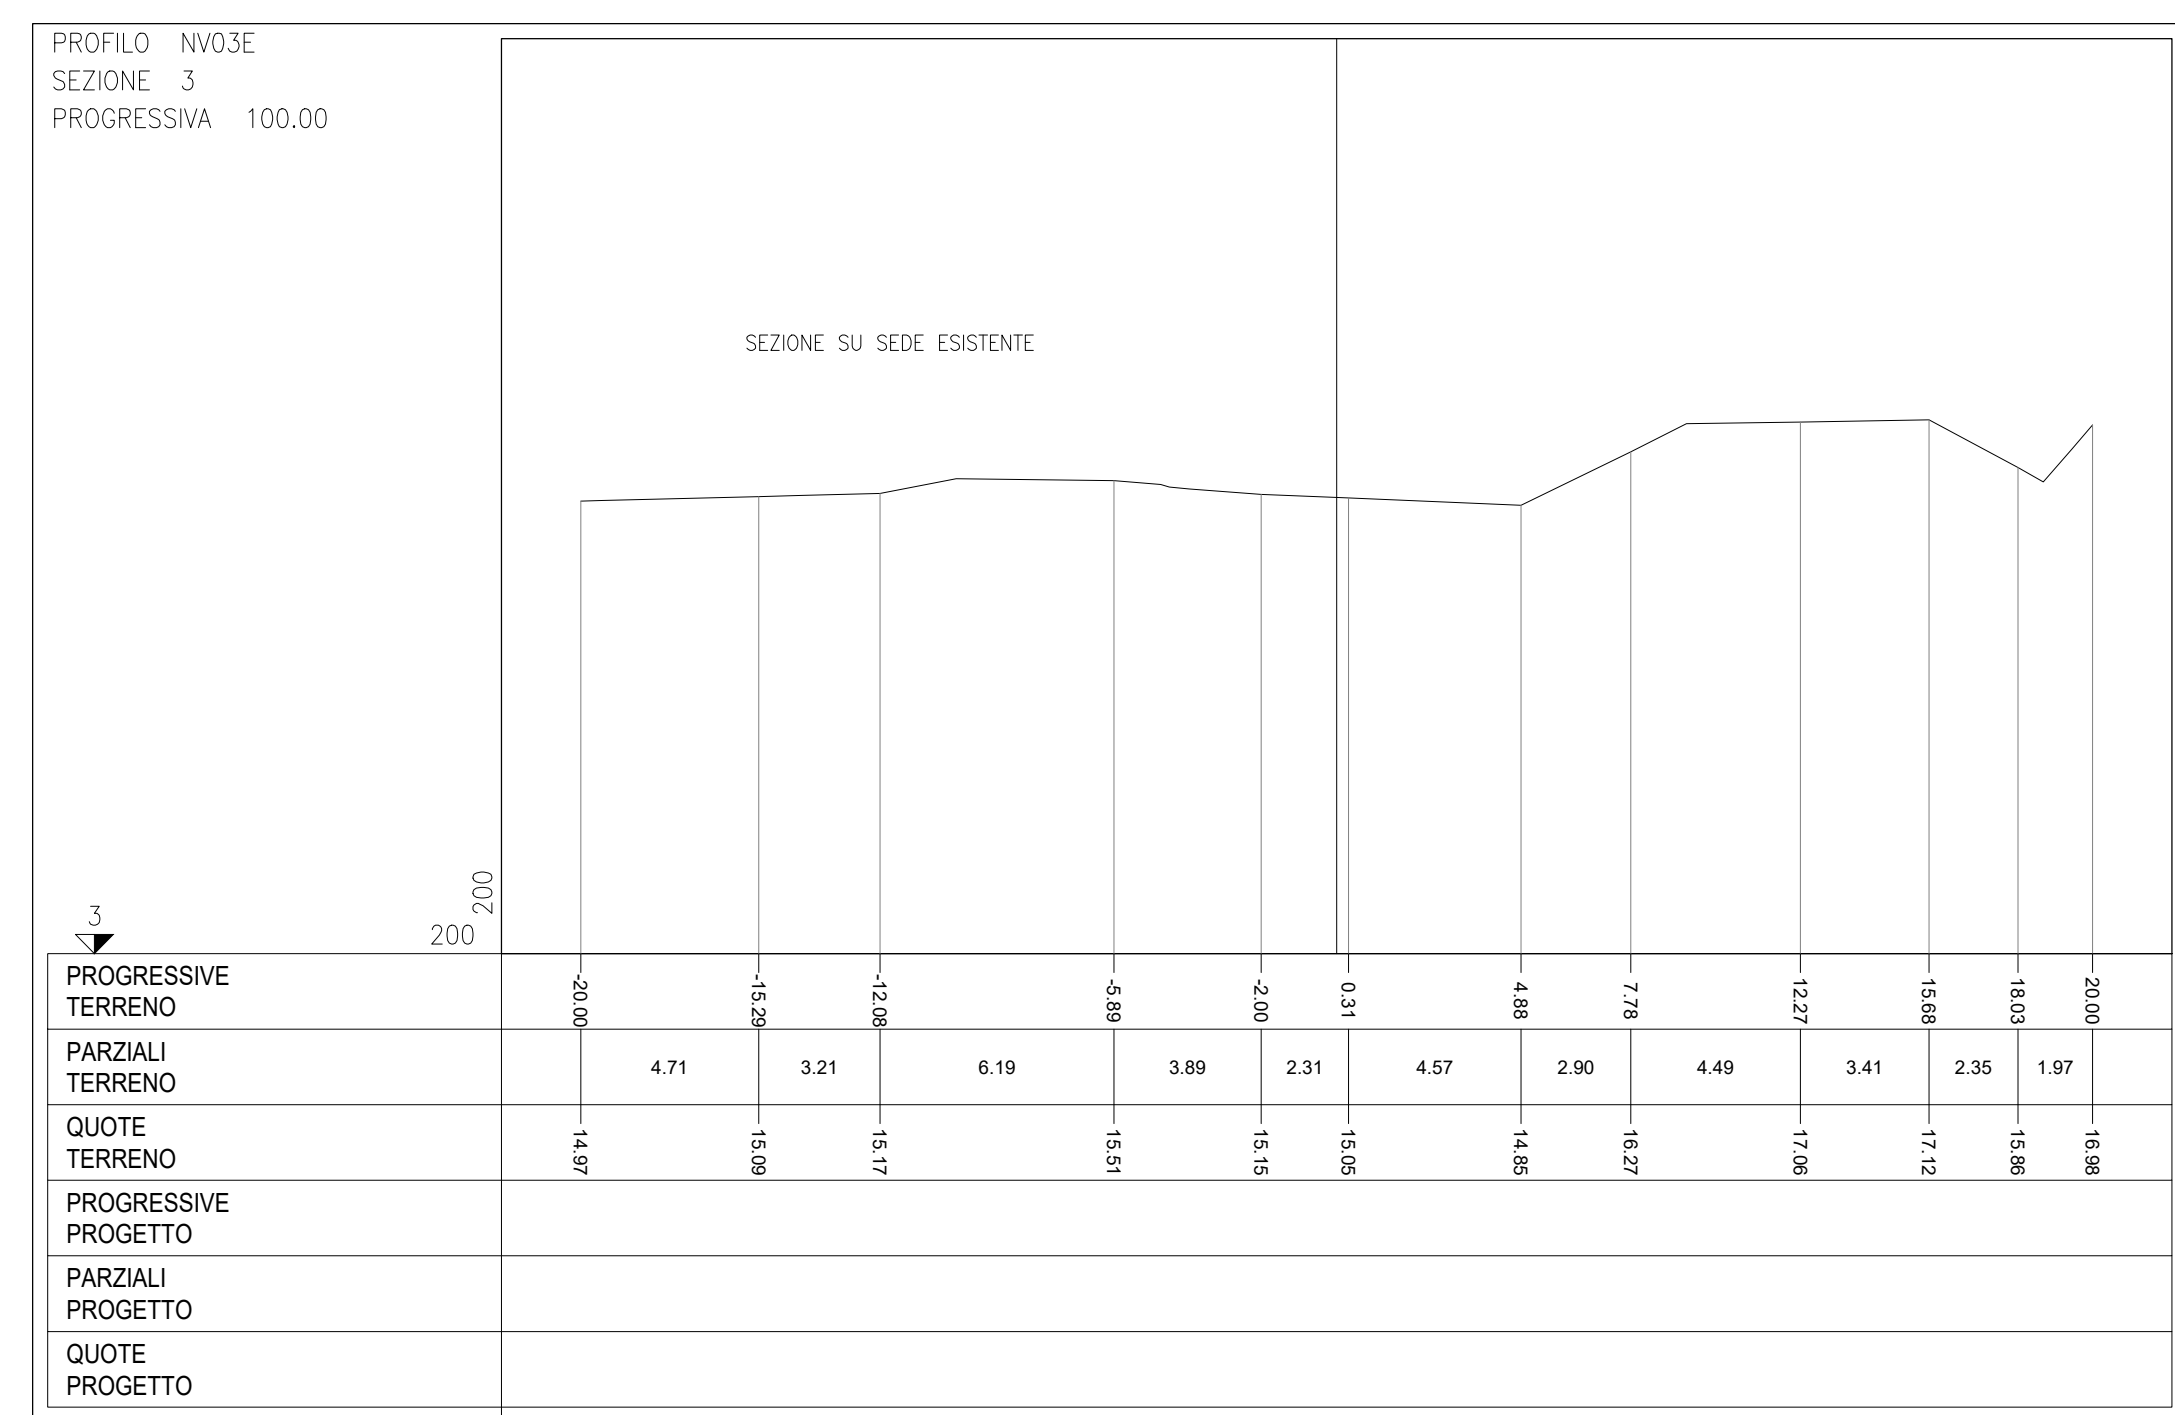 PROFILO NV03E
SEZIONE 3
PROGRESSIVA 100.00
SEZIONE SU SEDE ESISTENTE
200
3
200
PROGRESSIVE
TERRENO
-20.00 -15.29 -12.08 -5.89 -2.00 0.31 4.88 7.78 12.27 15.68 18.03 20.00
PARZIALI
TERRENO
4.71 3.21 6.19 3.89 2.31 4.57 2.90 4.49 3.41 2.35 1.97
QUOTE
TERRENO
14.97 15.09 15.17 15.51 15.15 15.05 14.85 16.27 17.06 17.12 15.86 16.98
PROGRESSIVE
PROGETTO
PARZIALI
PROGETTO
QUOTE
PROGETTO